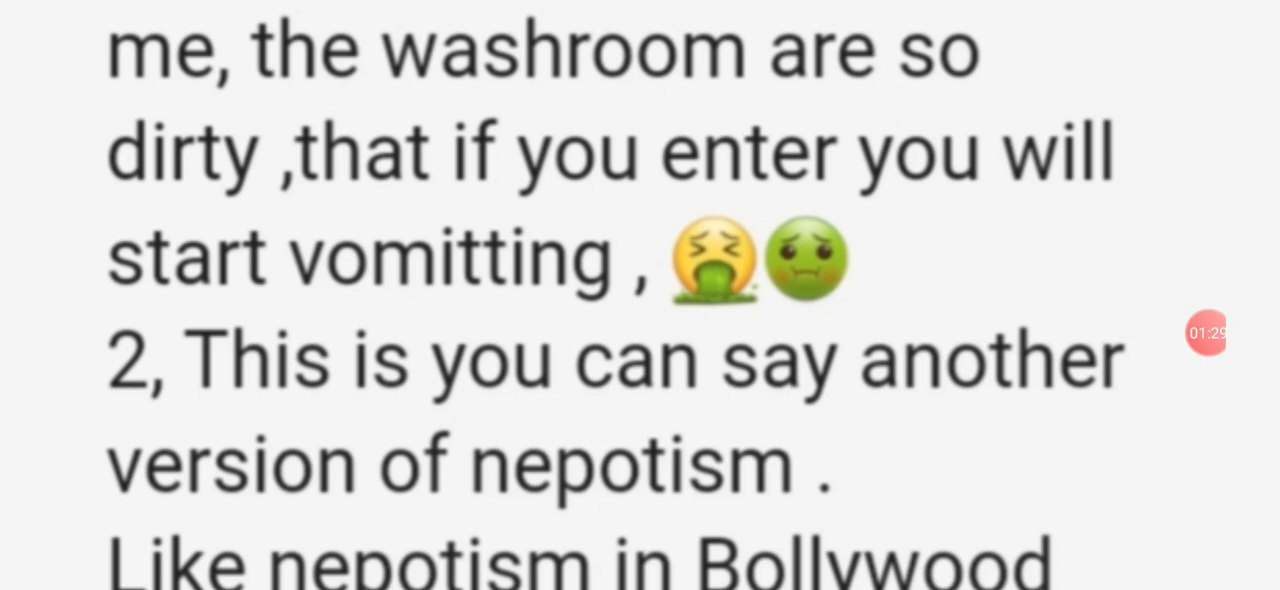 me, the washroom are so
dirty ,that if you enter you will
start vomitting , 🤮🤢
2, This is you can say another
version of nepotism .
Like nepotism in Bollywood
01:29